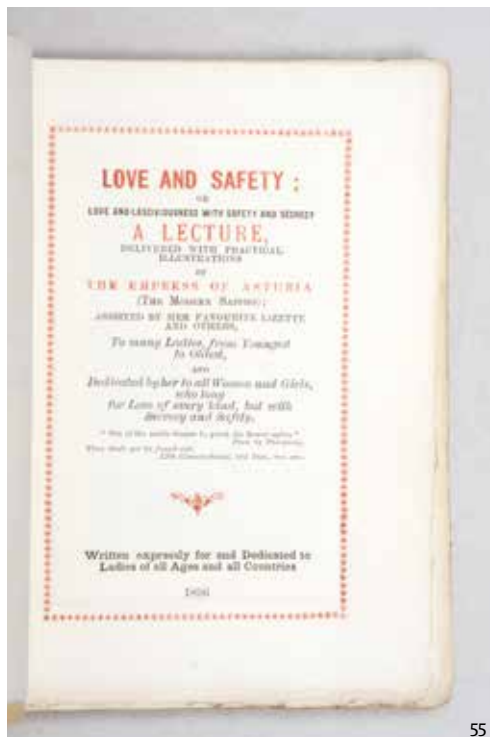 LOVE AND SAFETY ;
OR
LOVE AND LASCIVIOUSNESS WITH SAFETY AND SECRECY
A LECTURE,
DELIVERED WITH PRACTICAL
ILLUSTRATIONS
BY
THE EMPRESS OF ASTURIA
(THE MODERN SAPPHO);
ASSISTED BY HER FAVOURITE LIZETTE
AND OTHERS,
To many Ladies, from Youngest
to Oldest,
AND
Dedicated by her to all Women and Girls,
who long
for Love of every kind, but with
Secrecy and Safety.
Written expressly for and Dedicated to
Ladies of all Ages and all Countries
1896
55